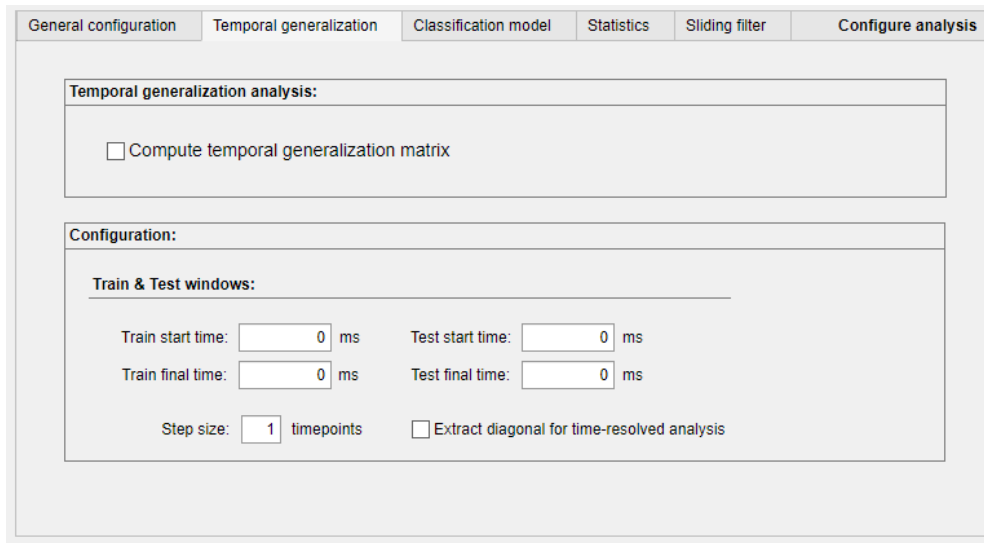 General configuration Temporal generalization Classification model Statistics Sliding filter Configure analysis
Temporal generalization analysis:
Compute temporal generalization matrix
Configuration:
Train & Test windows:
Train start time: 0 ms Test start time: 0 ms
Train final time: 0 ms Test final time: 0 ms
Step size: 1 timepoints Extract diagonal for time-resolved analysis